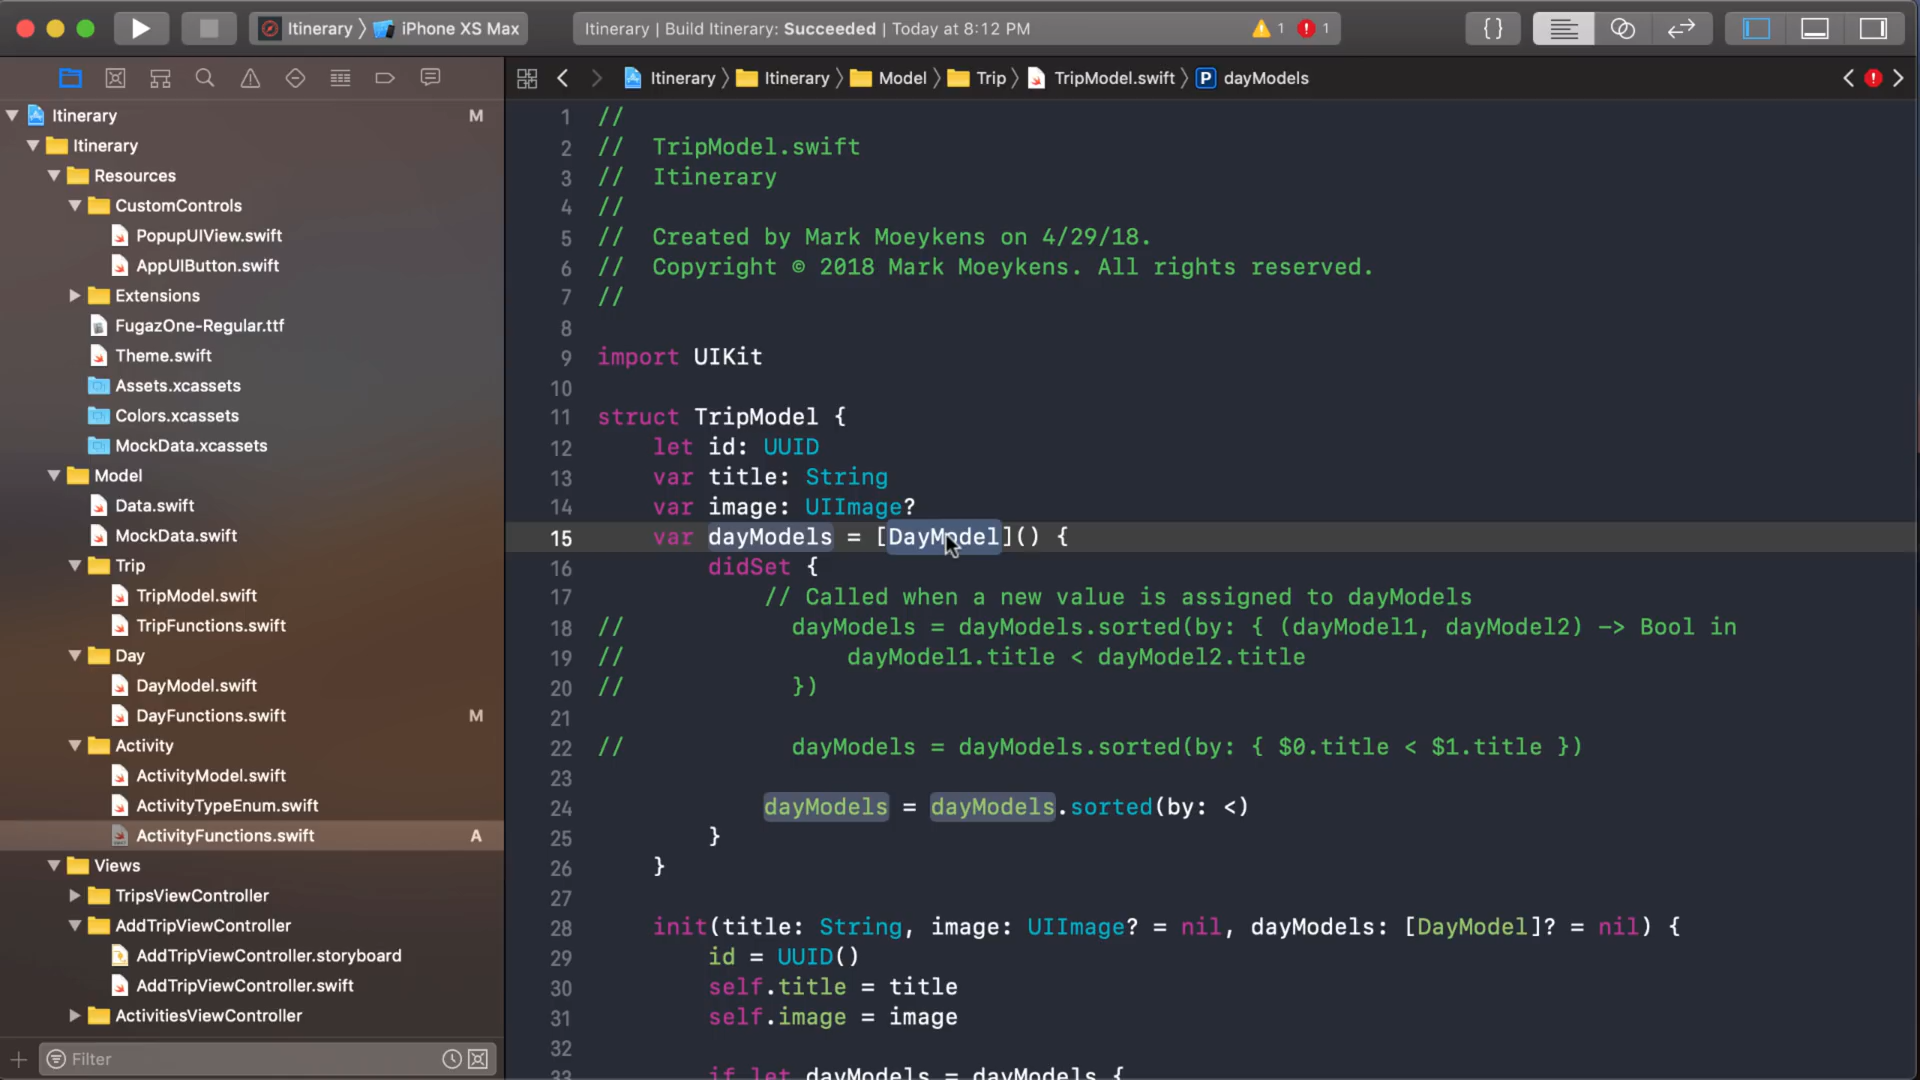 Itinerary 〉 iPhone XS Max
Itinerary | Build Itinerary: Succeeded | Today at 8:12 PM
1
1
{ }
Itinerary 〉 Itinerary 〉 Model 〉 Trip 〉 TripModel.swift 〉 P dayModels
Itinerary M
Itinerary
Resources
CustomControls
PopupUIView.swift
AppUIButton.swift
Extensions
FugazOne-Regular.ttf
Theme.swift
Assets.xcassets
Colors.xcassets
MockData.xcassets
Model
Data.swift
MockData.swift
Trip
TripModel.swift
TripFunctions.swift
Day
DayModel.swift
DayFunctions.swift M
Activity
ActivityModel.swift
ActivityTypeEnum.swift
ActivityFunctions.swift A
Views
TripsViewController
AddTripViewController
AddTripViewController.storyboard
AddTripViewController.swift
ActivitiesViewController
Filter
1 //
2 //  TripModel.swift
3 //  Itinerary
4 //
5 //  Created by Mark Moeykens on 4/29/18.
6 //  Copyright © 2018 Mark Moeykens. All rights reserved.
7 //
8
9 import UIKit
10
11 struct TripModel {
12     let id: UUID
13     var title: String
14     var image: UIImage?
15     var dayModels = [DayModel]() {
16         didSet {
17             // Called when a new value is assigned to dayModels
18 //            dayModels = dayModels.sorted(by: { (dayModel1, dayModel2) -> Bool in
19 //                dayModel1.title < dayModel2.title
20 //            })
21
22 //            dayModels = dayModels.sorted(by: { $0.title < $1.title })
23
24             dayModels = dayModels.sorted(by: <)
25         }
26     }
27
28     init(title: String, image: UIImage? = nil, dayModels: [DayModel]? = nil) {
29         id = UUID()
30         self.title = title
31         self.image = image
32
33         if let dayModels = dayModels {